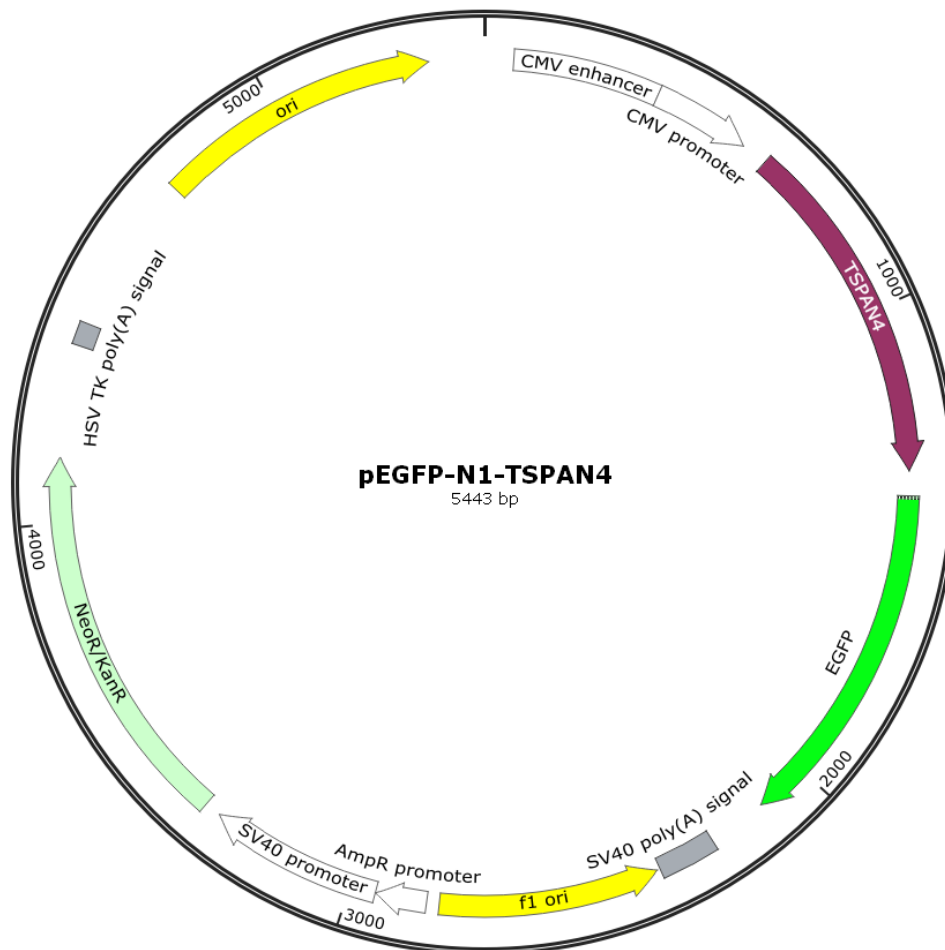 CMV enhancer
CMV promoter
TSPAN4
1000
EGFP
2000
SV40 poly(A) signal
f1 ori
AmpR promoter
SV40 promoter
3000
NeoR/KanR
4000
HSV TK poly(A) signal
ori
5000
pEGFP-N1-TSPAN4
5443 bp